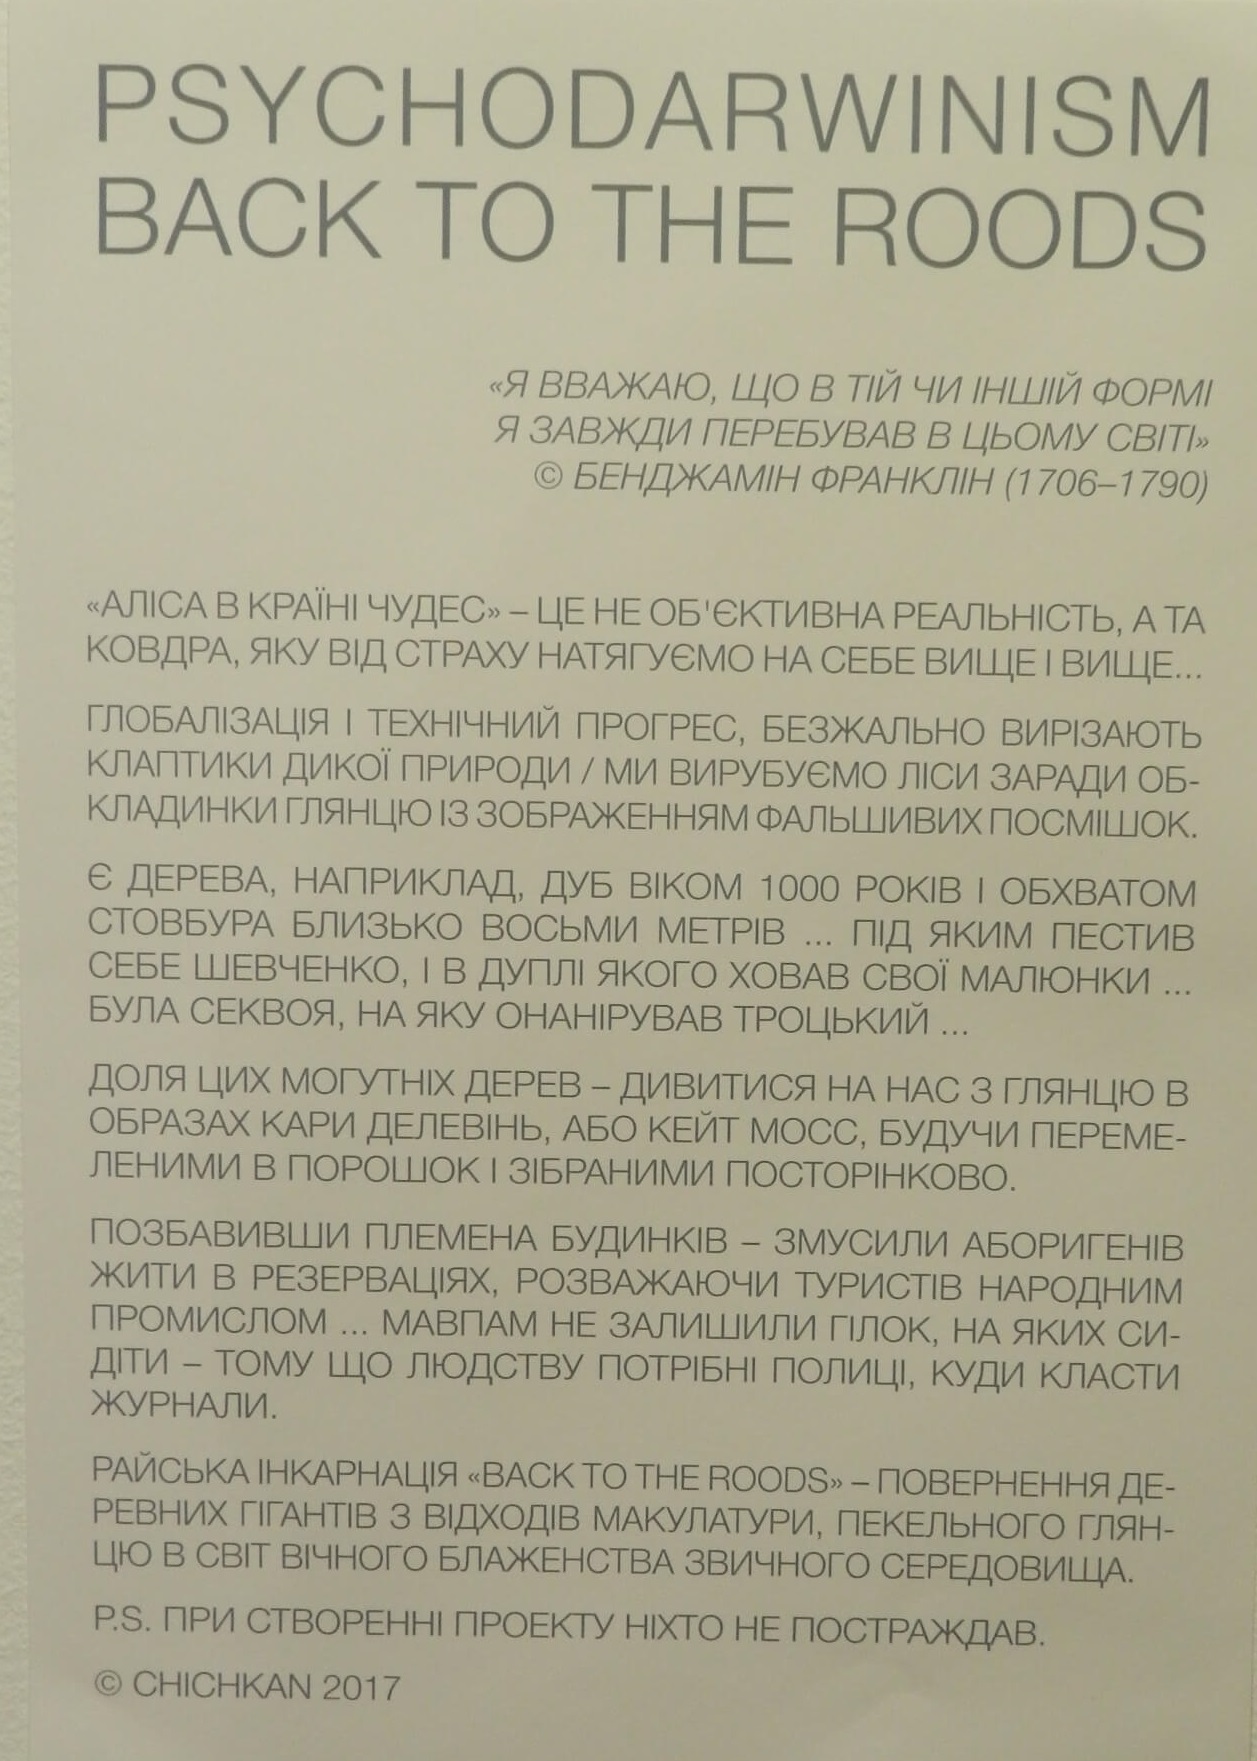 PSYCHODARWINISM
BACK TO THE ROODS
«Я ВВАЖАЮ, ЩО В ТІЙ ЧИ ІНШІЙ ФОРМІ
Я ЗАВЖДИ ПЕРЕБУВАВ В ЦЬОМУ СВІТІ»
© БЕНДЖАМІН ФРАНКЛІН (1706–1790)
«АЛІСА В КРАЇНІ ЧУДЕС» – ЦЕ НЕ ОБ'ЄКТИВНА РЕАЛЬНІСТЬ, А ТА
КОВДРА, ЯКУ ВІД СТРАХУ НАТЯГУЄМО НА СЕБЕ ВИЩЕ І ВИЩЕ...
ГЛОБАЛІЗАЦІЯ І ТЕХНІЧНИЙ ПРОГРЕС, БЕЗЖАЛЬНО ВИРІЗАЮТЬ
КЛАПТИКИ ДИКОЇ ПРИРОДИ / МИ ВИРУБУЄМО ЛІСИ ЗАРАДИ ОБ-
КЛАДИНКИ ГЛЯНЦЮ ІЗ ЗОБРАЖЕННЯМ ФАЛЬШИВИХ ПОСМІШОК.
Є ДЕРЕВА, НАПРИКЛАД, ДУБ ВІКОМ 1000 РОКІВ І ОБХВАТОМ
СТОВБУРА БЛИЗЬКО ВОСЬМИ МЕТРІВ ... ПІД ЯКИМ ПЕСТИВ
СЕБЕ ШЕВЧЕНКО, І В ДУПЛІ ЯКОГО ХОВАВ СВОЇ МАЛЮНКИ ...
БУЛА СЕКВОЯ, НА ЯКУ ОНАНІРУВАВ ТРОЦЬКИЙ ...
ДОЛЯ ЦИХ МОГУТНІХ ДЕРЕВ – ДИВИТИСЯ НА НАС З ГЛЯНЦЮ В
ОБРАЗАХ КАРИ ДЕЛЕВІНЬ, АБО КЕЙТ МОСС, БУДУЧИ ПЕРЕМЕ-
ЛЕНИМИ В ПОРОШОК І ЗІБРАНИМИ ПОСТОРІНКОВО.
ПОЗБАВИВШИ ПЛЕМЕНА БУДИНКІВ – ЗМУСИЛИ АБОРИГЕНІВ
ЖИТИ В РЕЗЕРВАЦІЯХ, РОЗВАЖАЮЧИ ТУРИСТІВ НАРОДНИМ
ПРОМИСЛОМ ... МАВПАМ НЕ ЗАЛИШИЛИ ГІЛОК, НА ЯКИХ СИ-
ДІТИ – ТОМУ ЩО ЛЮДСТВУ ПОТРІБНІ ПОЛИЦІ, КУДИ КЛАСТИ
ЖУРНАЛИ.
РАЙСЬКА ІНКАРНАЦІЯ «BACK TO THE ROODS» – ПОВЕРНЕННЯ ДЕ-
РЕВНИХ ГІГАНТІВ З ВІДХОДІВ МАКУЛАТУРИ, ПЕКЕЛЬНОГО ГЛЯН-
ЦЮ В СВІТ ВІЧНОГО БЛАЖЕНСТВА ЗВИЧНОГО СЕРЕДОВИЩА.
P.S. ПРИ СТВОРЕННІ ПРОЕКТУ НІХТО НЕ ПОСТРАЖДАВ.
© CHICHKAN 2017